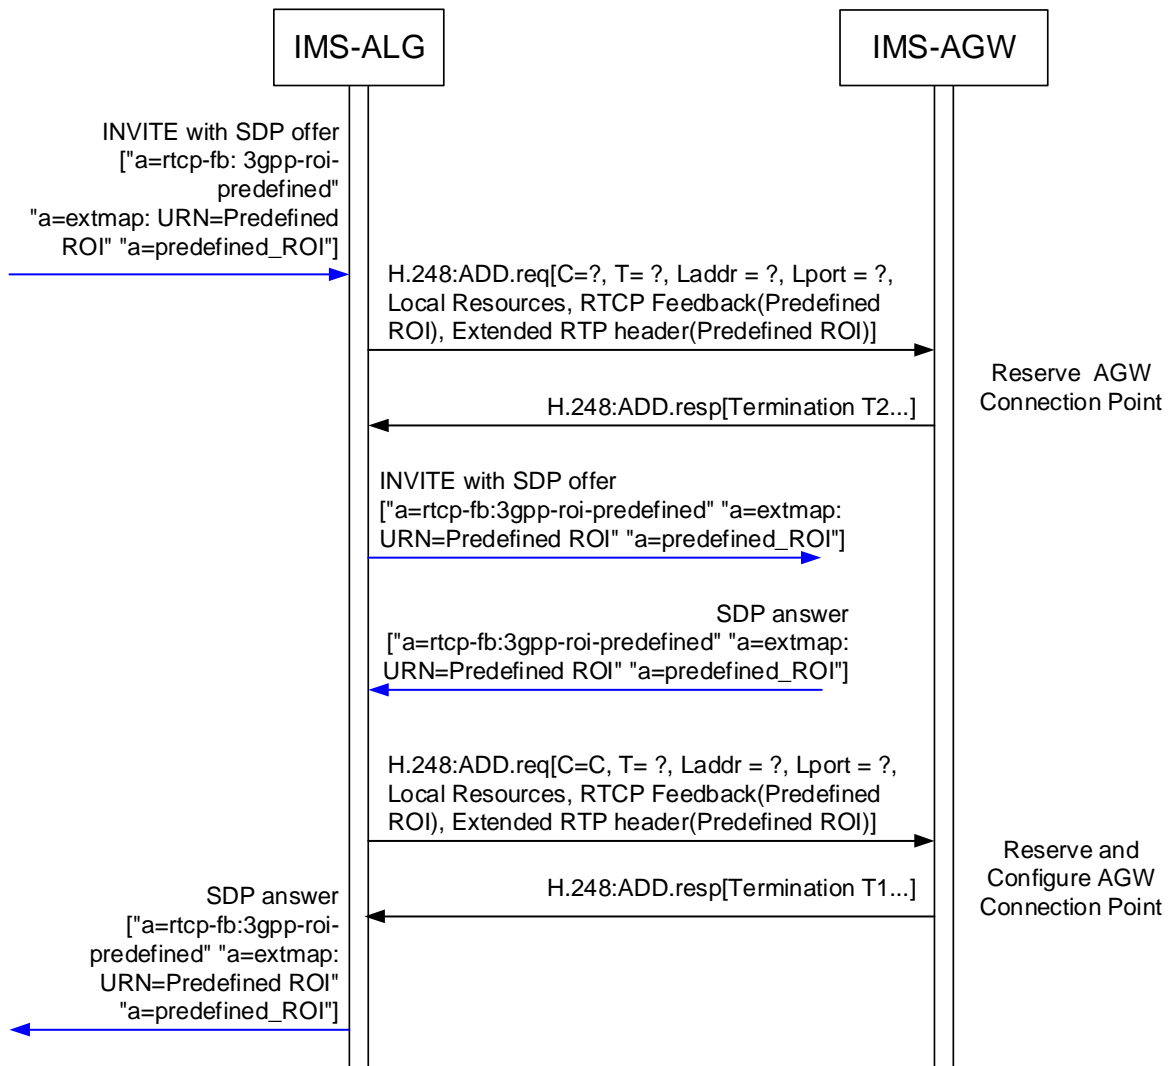 IMS-ALG
IMS-AGW
INVITE with SDP offer
["a=rtcp-fb: 3gpp-roi-
predefined"
"a=extmap: URN=Predefined
ROI" "a=predefined_ROI"]
H.248:ADD.req[C=?, T= ?, Laddr = ?, Lport = ?,
Local Resources, RTCP Feedback(Predefined
ROI), Extended RTP header(Predefined ROI)]
Reserve  AGW
Connection Point
H.248:ADD.resp[Termination T2...]
INVITE with SDP offer
["a=rtcp-fb:3gpp-roi-predefined" "a=extmap:
URN=Predefined ROI" "a=predefined_ROI"]
SDP answer
["a=rtcp-fb:3gpp-roi-predefined" "a=extmap:
URN=Predefined ROI" "a=predefined_ROI"]
H.248:ADD.req[C=C, T= ?, Laddr = ?, Lport = ?,
Local Resources, RTCP Feedback(Predefined
ROI), Extended RTP header(Predefined ROI)]
Reserve and
Configure AGW
Connection Point
H.248:ADD.resp[Termination T1...]
SDP answer
["a=rtcp-fb:3gpp-roi-
predefined" "a=extmap:
URN=Predefined ROI"
"a=predefined_ROI"]